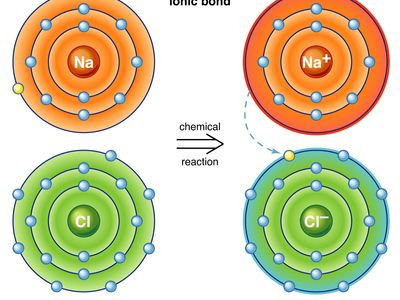 Ionic bond
Na
Na⁺
chemical
reaction
Cl
Cl⁻